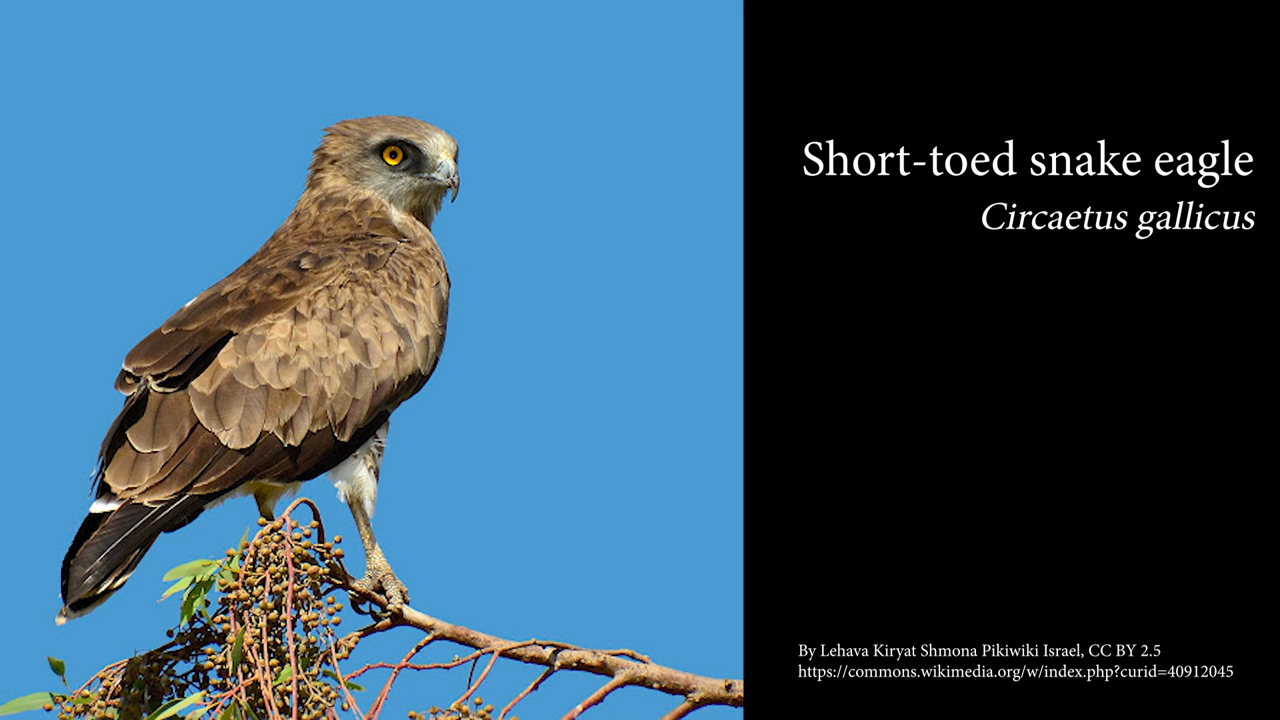 Short-toed snake eagle
Circaetus gallicus
By Lehava Kiryat Shmona Pikiwiki Israel, CC BY 2.5
https://commons.wikimedia.org/w/index.php?curid=40912045